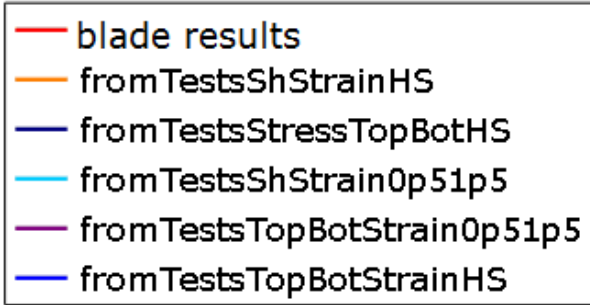 blade results
fromTestsShStrainHS
fromTestsStressTopBotHS
fromTestsShStrain0p51p5
fromTestsTopBotStrain0p51p5
fromTestsTopBotStrainHS